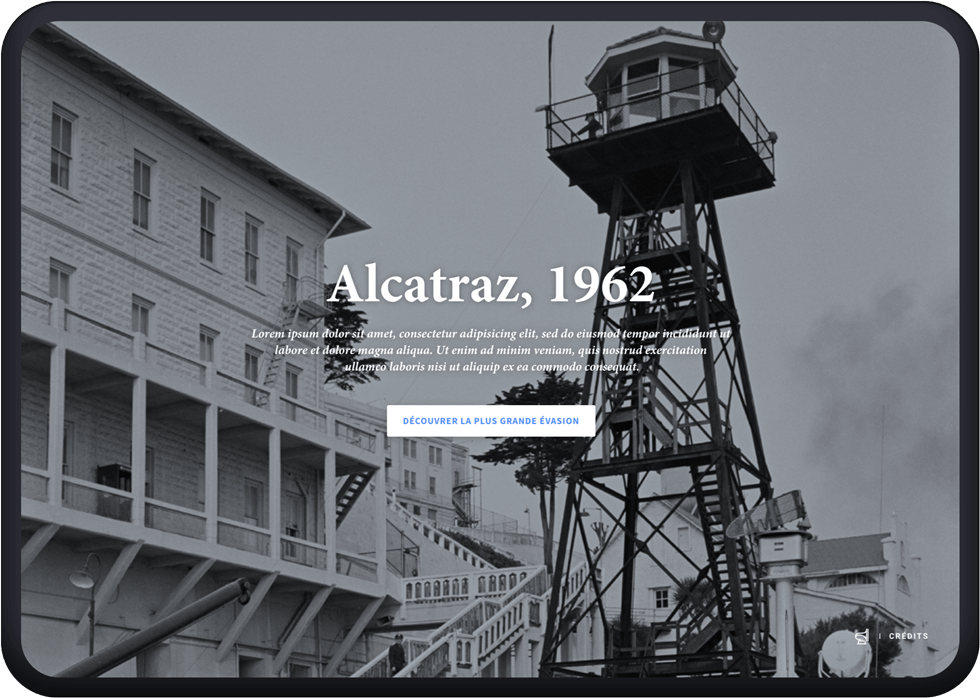 Alcatraz, 1962
Lorem ipsum dolor sit amet, consectetur adipisicing elit, sed do eiusmod tempor incididunt ut
labore et dolore magna aliqua. Ut enim ad minim veniam, quis nostrud exercitation
ullamco laboris nisi ut aliquip ex ea commodo consequat.
DÉCOUVRIR LA PLUS GRANDE ÉVASION
| CRÉDITS